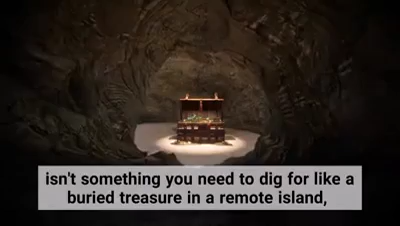 isn't something you need to dig for like a
buried treasure in a remote island,